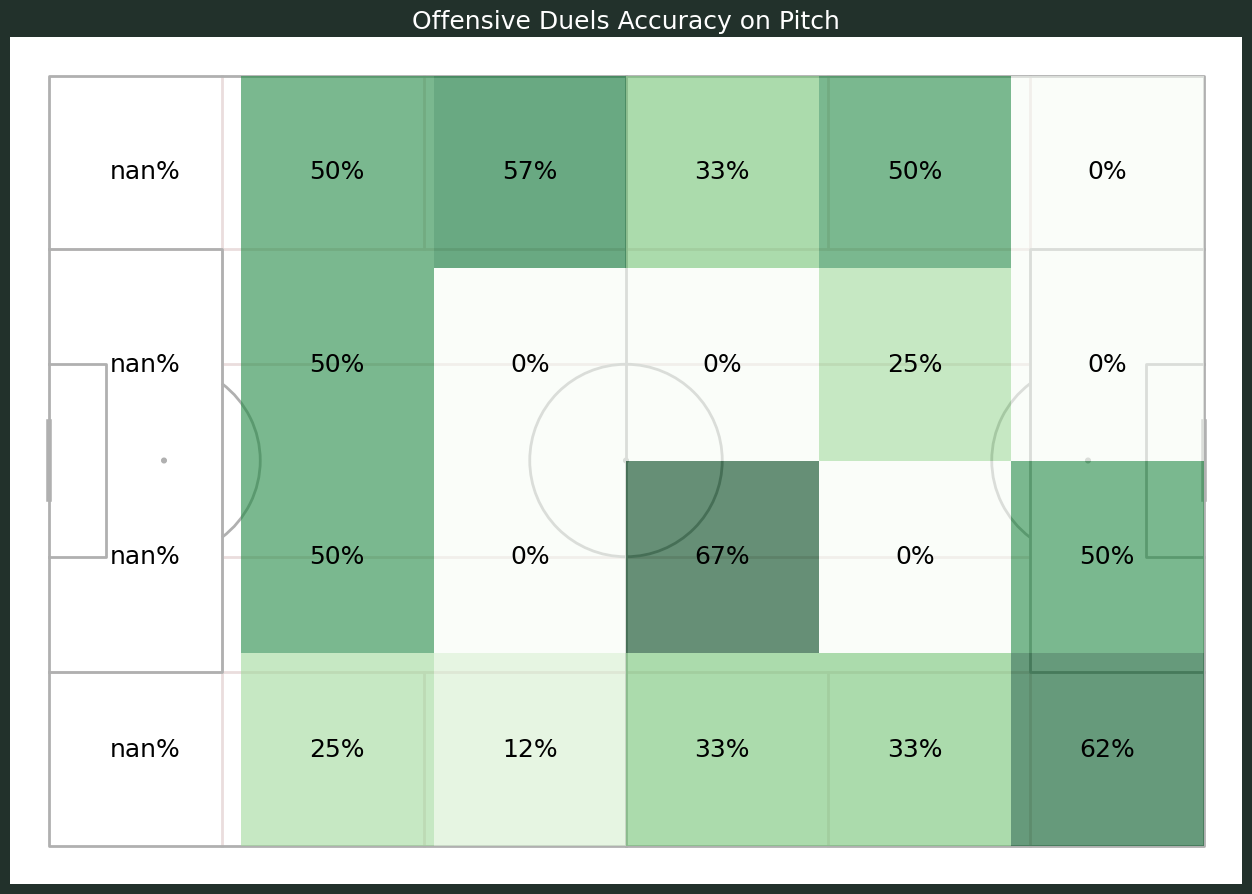 Offensive Duels Accuracy on Pitch
nan% 50% 57% 33% 50% 0%
nan% 50% 0% 0% 25% 0%
nan% 50% 0% 67% 0% 50%
nan% 25% 12% 33% 33% 62%